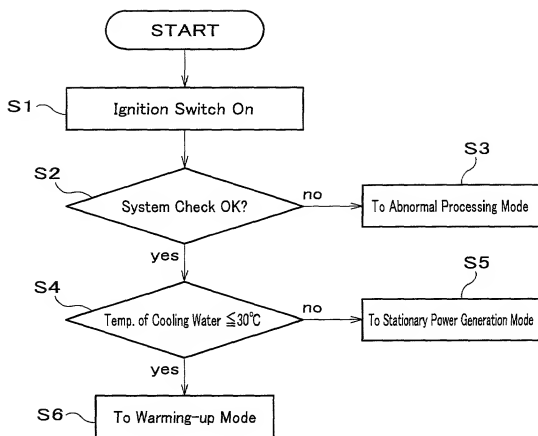 START
S1
Ignition Switch On
S2
System Check OK?
no
S3
To Abnormal Processing Mode
yes
S4
Temp. of Cooling Water ≦30°C
no
S5
To Stationary Power Generation Mode
yes
S6
To Warming-up Mode